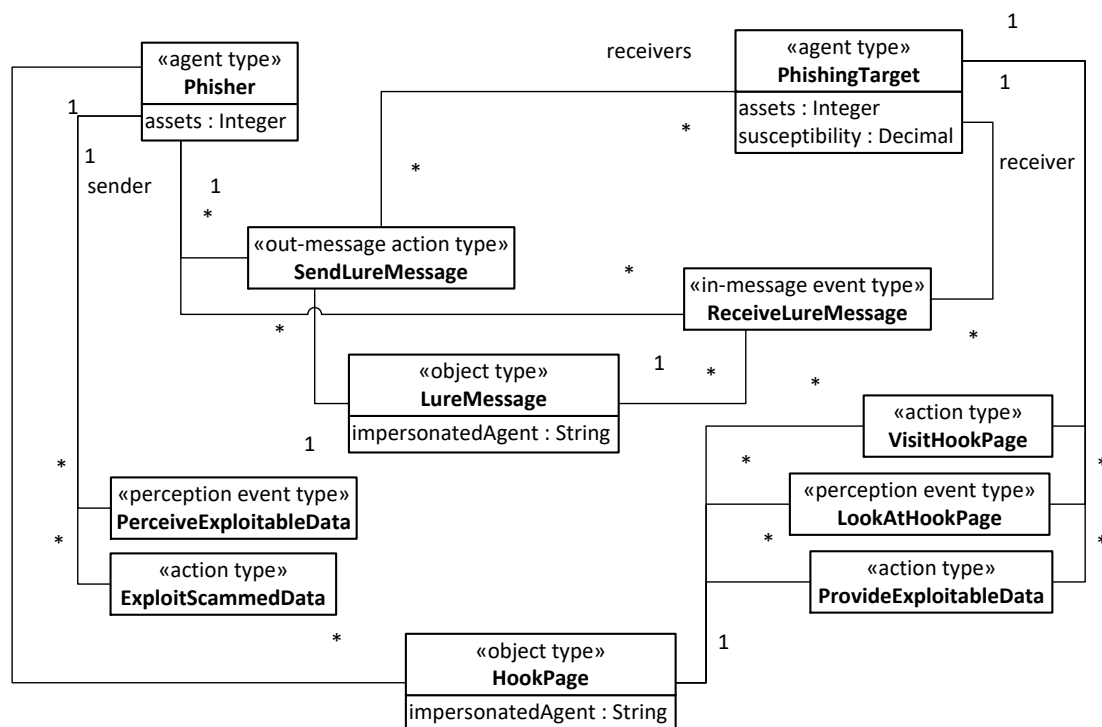 1
«agent type»
Phisher
assets : Integer
receivers
«agent type»
PhishingTarget
assets : Integer
susceptibility : Decimal
1
1
1
sender
1
*
*
*
receiver
«out-message action type»
SendLureMessage
*
«in-message event type»
ReceiveLureMessage
*
*
«object type»
LureMessage
impersonatedAgent : String
1
*
*
1
«action type»
VisitHookPage
*
«perception event type»
PerceiveExploitableData
*
*
«perception event type»
LookAtHookPage
*
*
«action type»
ExploitScammedData
*
«action type»
ProvideExploitableData
*
*
1
«object type»
HookPage
impersonatedAgent : String